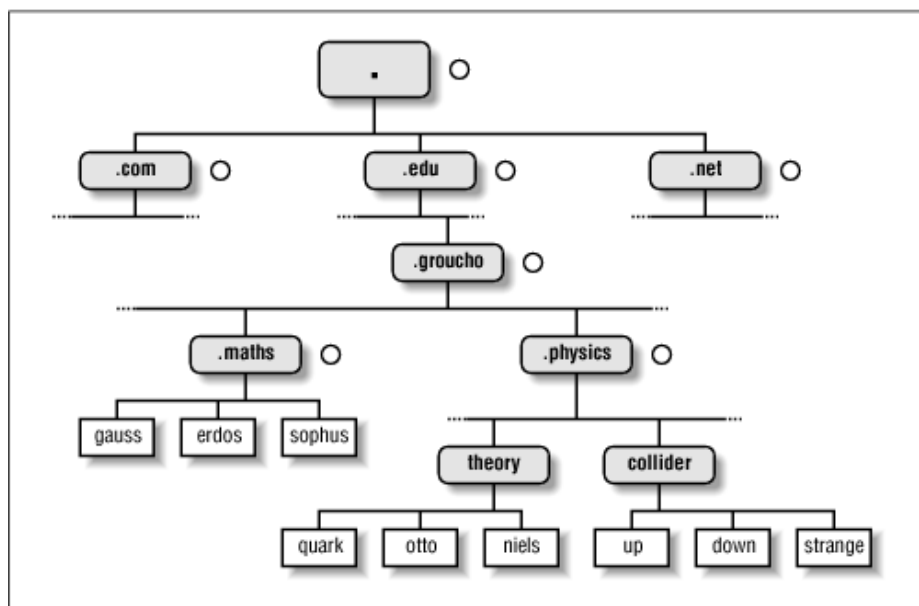 .
.com .edu .net
.groucho
.maths .physics
gauss erdos sophus
theory collider
quark otto niels up down strange